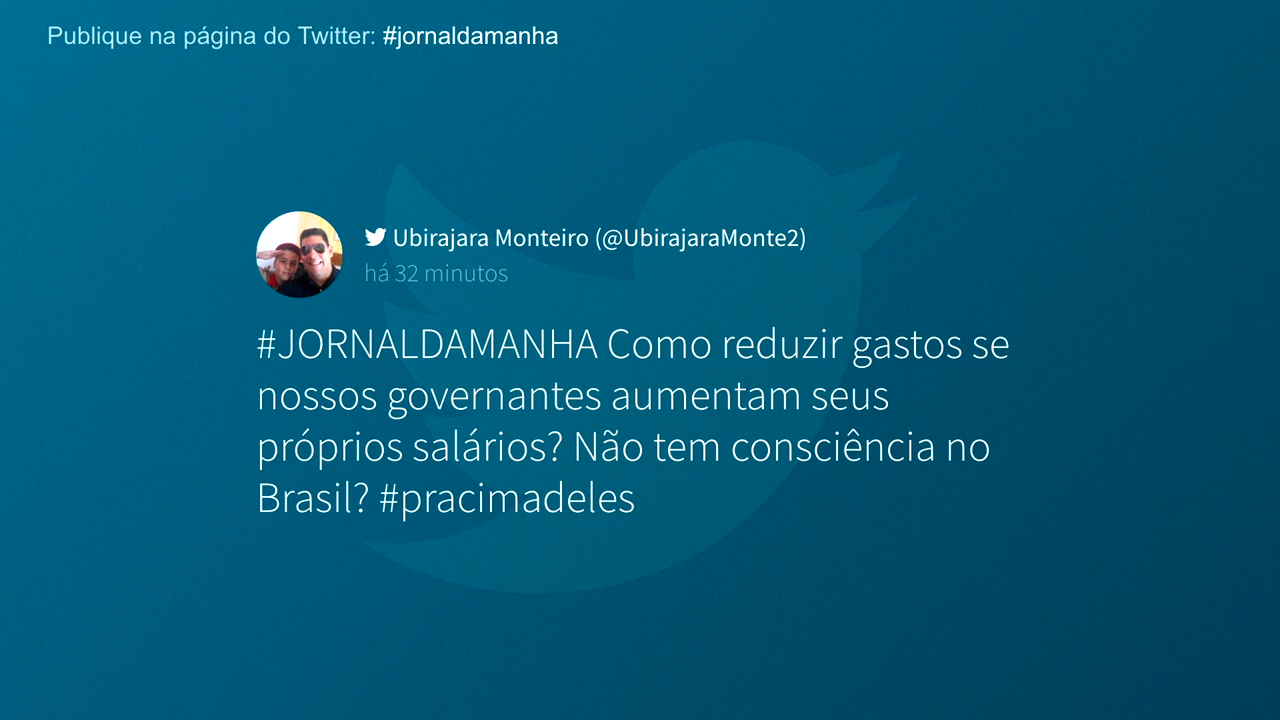 Publique na página do Twitter: #jornaldamanha
Ubirajara Monteiro (@UbirajaraMonte2)
há 32 minutos
#JORNALDAMANHA Como reduzir gastos se
nossos governantes aumentam seus
próprios salários? Não tem consciência no
Brasil? #pracimadeles